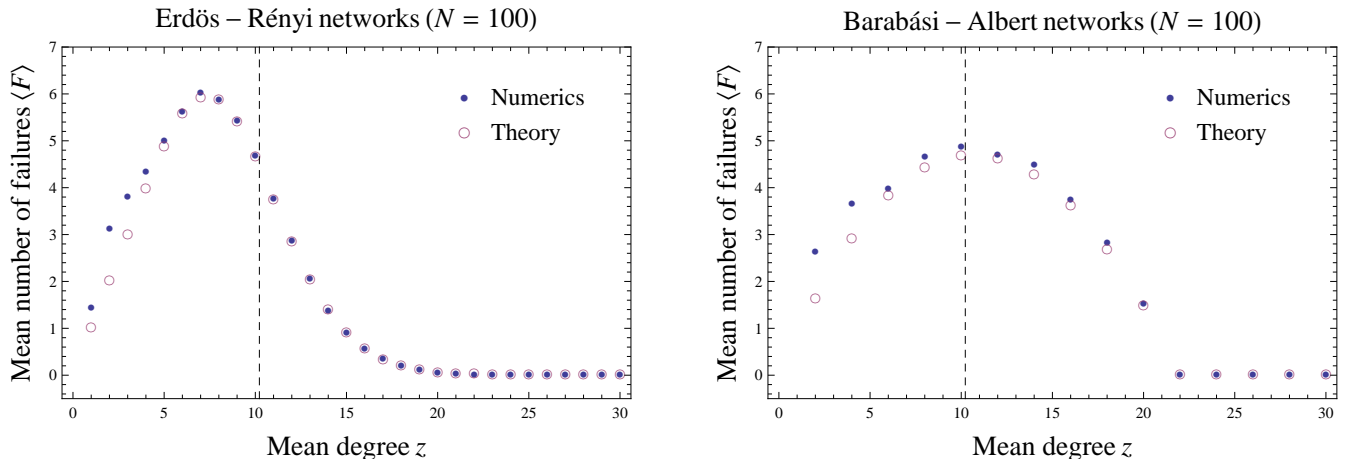 Erdös – Rényi networks (N = 100)
Mean number of failures ⟨F⟩
7
6
5
4
3
2
1
0
Numerics
Theory
0 5 10 15 20 25 30
Mean degree z
Barabási – Albert networks (N = 100)
Mean number of failures ⟨F⟩
7
6
5
4
3
2
1
0
Numerics
Theory
0 5 10 15 20 25 30
Mean degree z